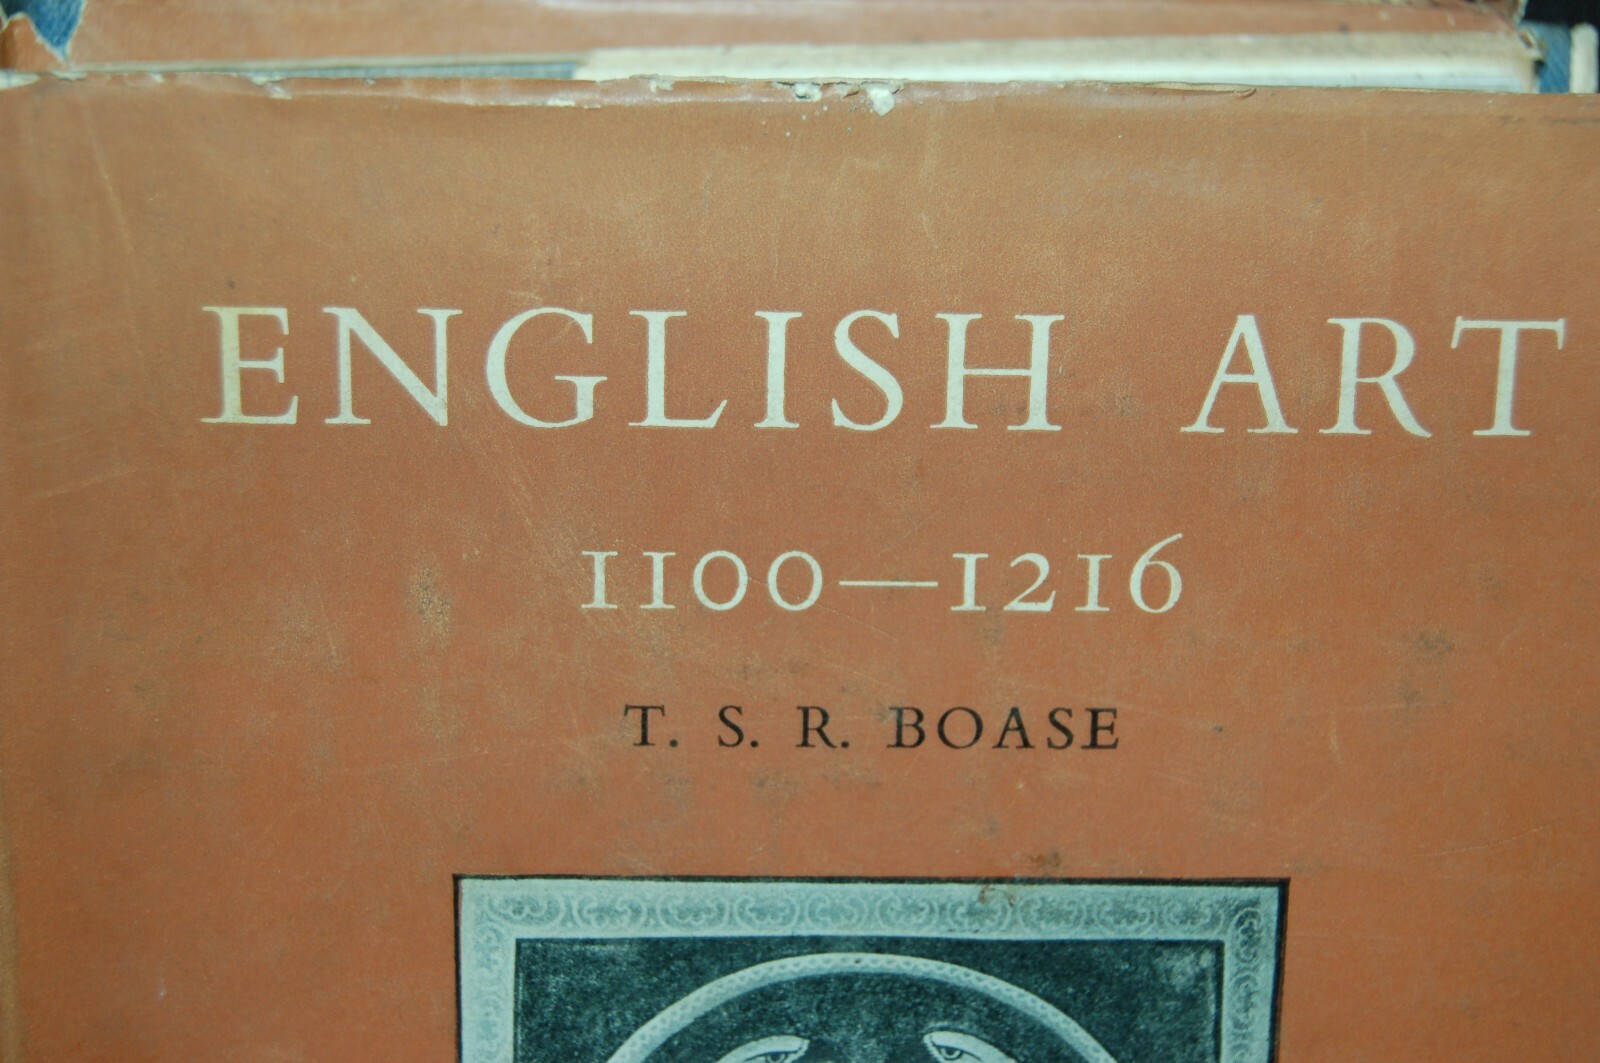 ENGLISH ART
1100—1216
T. S. R. BOASE